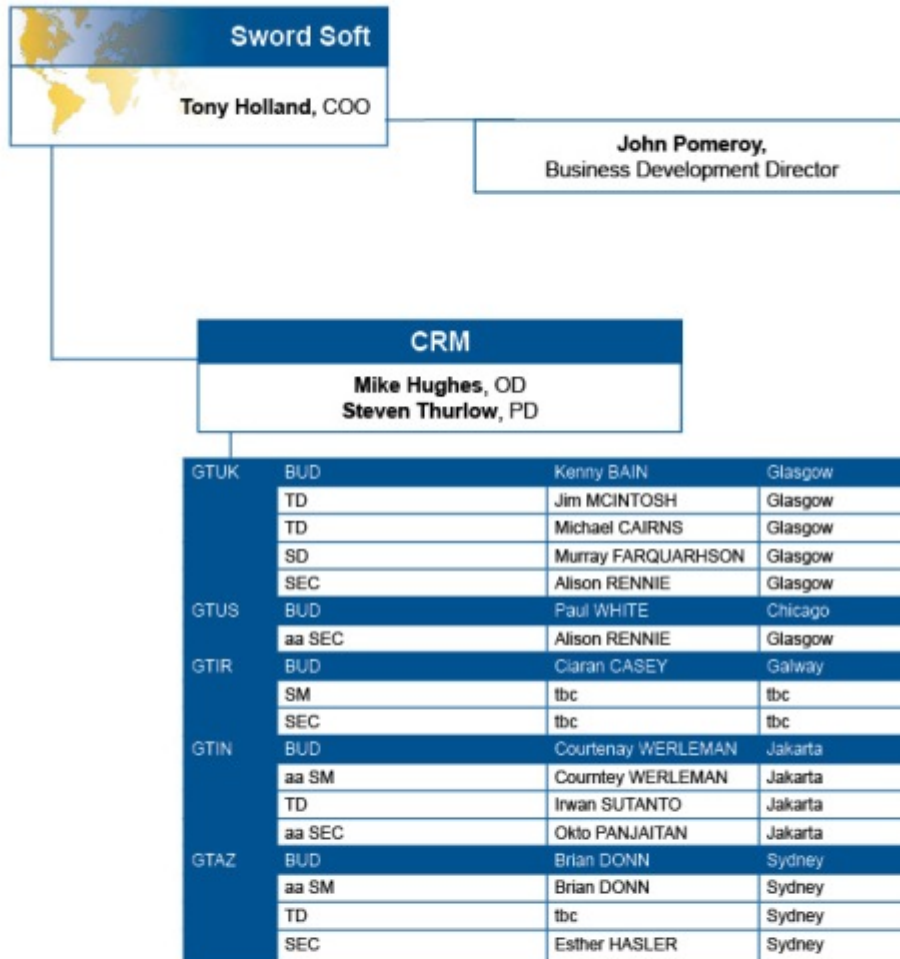 Sword Soft
Tony Holland, COO
John Pomeroy,
Business Development Director
CRM
Mike Hughes, OD
Steven Thurlow, PD
GTUK BUD Kenny BAIN Glasgow
TD Jim MCINTOSH Glasgow
TD Michael CAIRNS Glasgow
SD Murray FARQUARHSON Glasgow
SEC Alison RENNIE Glasgow
GTUS BUD Paul WHITE Chicago
aa SEC Alison RENNIE Glasgow
GTIR BUD Ciaran CASEY Galway
SM tbc tbc
SEC tbc tbc
GTIN BUD Courtenay WERLEMAN Jakarta
aa SM Courntey WERLEMAN Jakarta
TD Irwan SUTANTO Jakarta
aa SEC Okto PANJAITAN Jakarta
GTAZ BUD Brian DONN Sydney
aa SM Brian DONN Sydney
TD tbc Sydney
SEC Esther HASLER Sydney